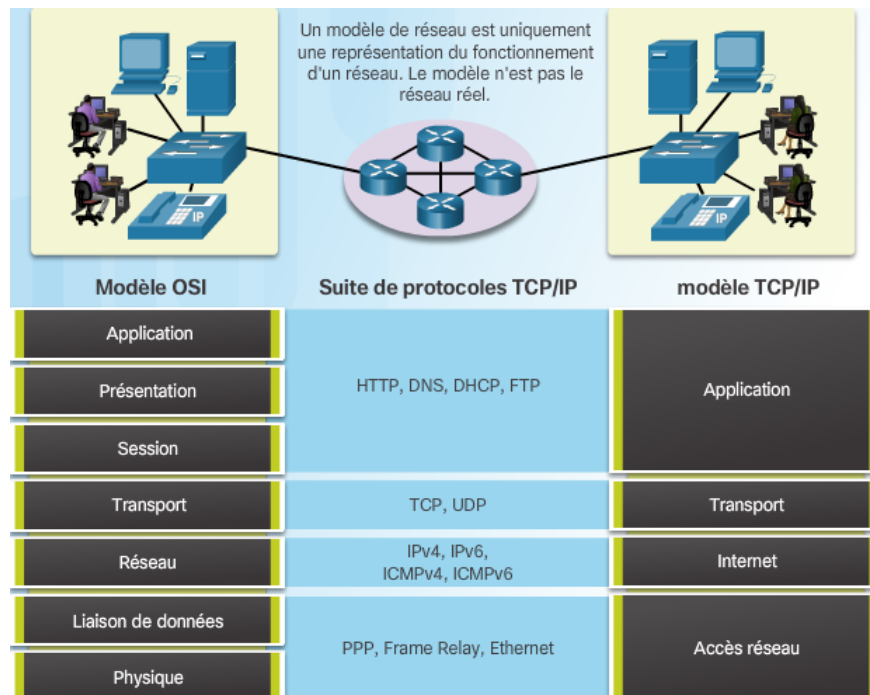 Un modèle de réseau est uniquement
une représentation du fonctionnement
d'un réseau. Le modèle n'est pas le
réseau réel.
IP
IP
Modèle OSI
Suite de protocoles TCP/IP
modèle TCP/IP
Application
Présentation
Session
HTTP, DNS, DHCP, FTP
Application
Transport
TCP, UDP
Transport
Réseau
IPv4, IPv6,
ICMPv4, ICMPv6
Internet
Liaison de données
Physique
PPP, Frame Relay, Ethernet
Accès réseau